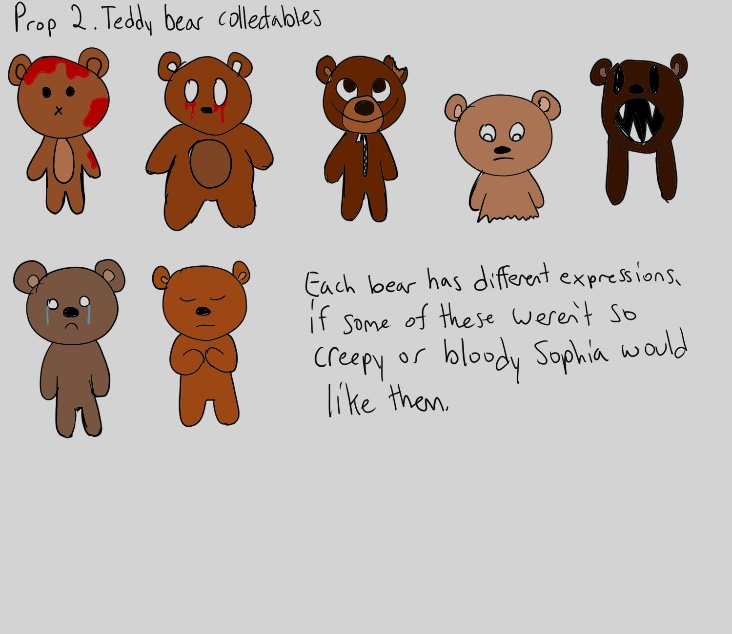 Prop 2. Teddy bear collectables
Each bear has different expressions.
if some of these weren't so
creepy or bloody Sophia would
like them.